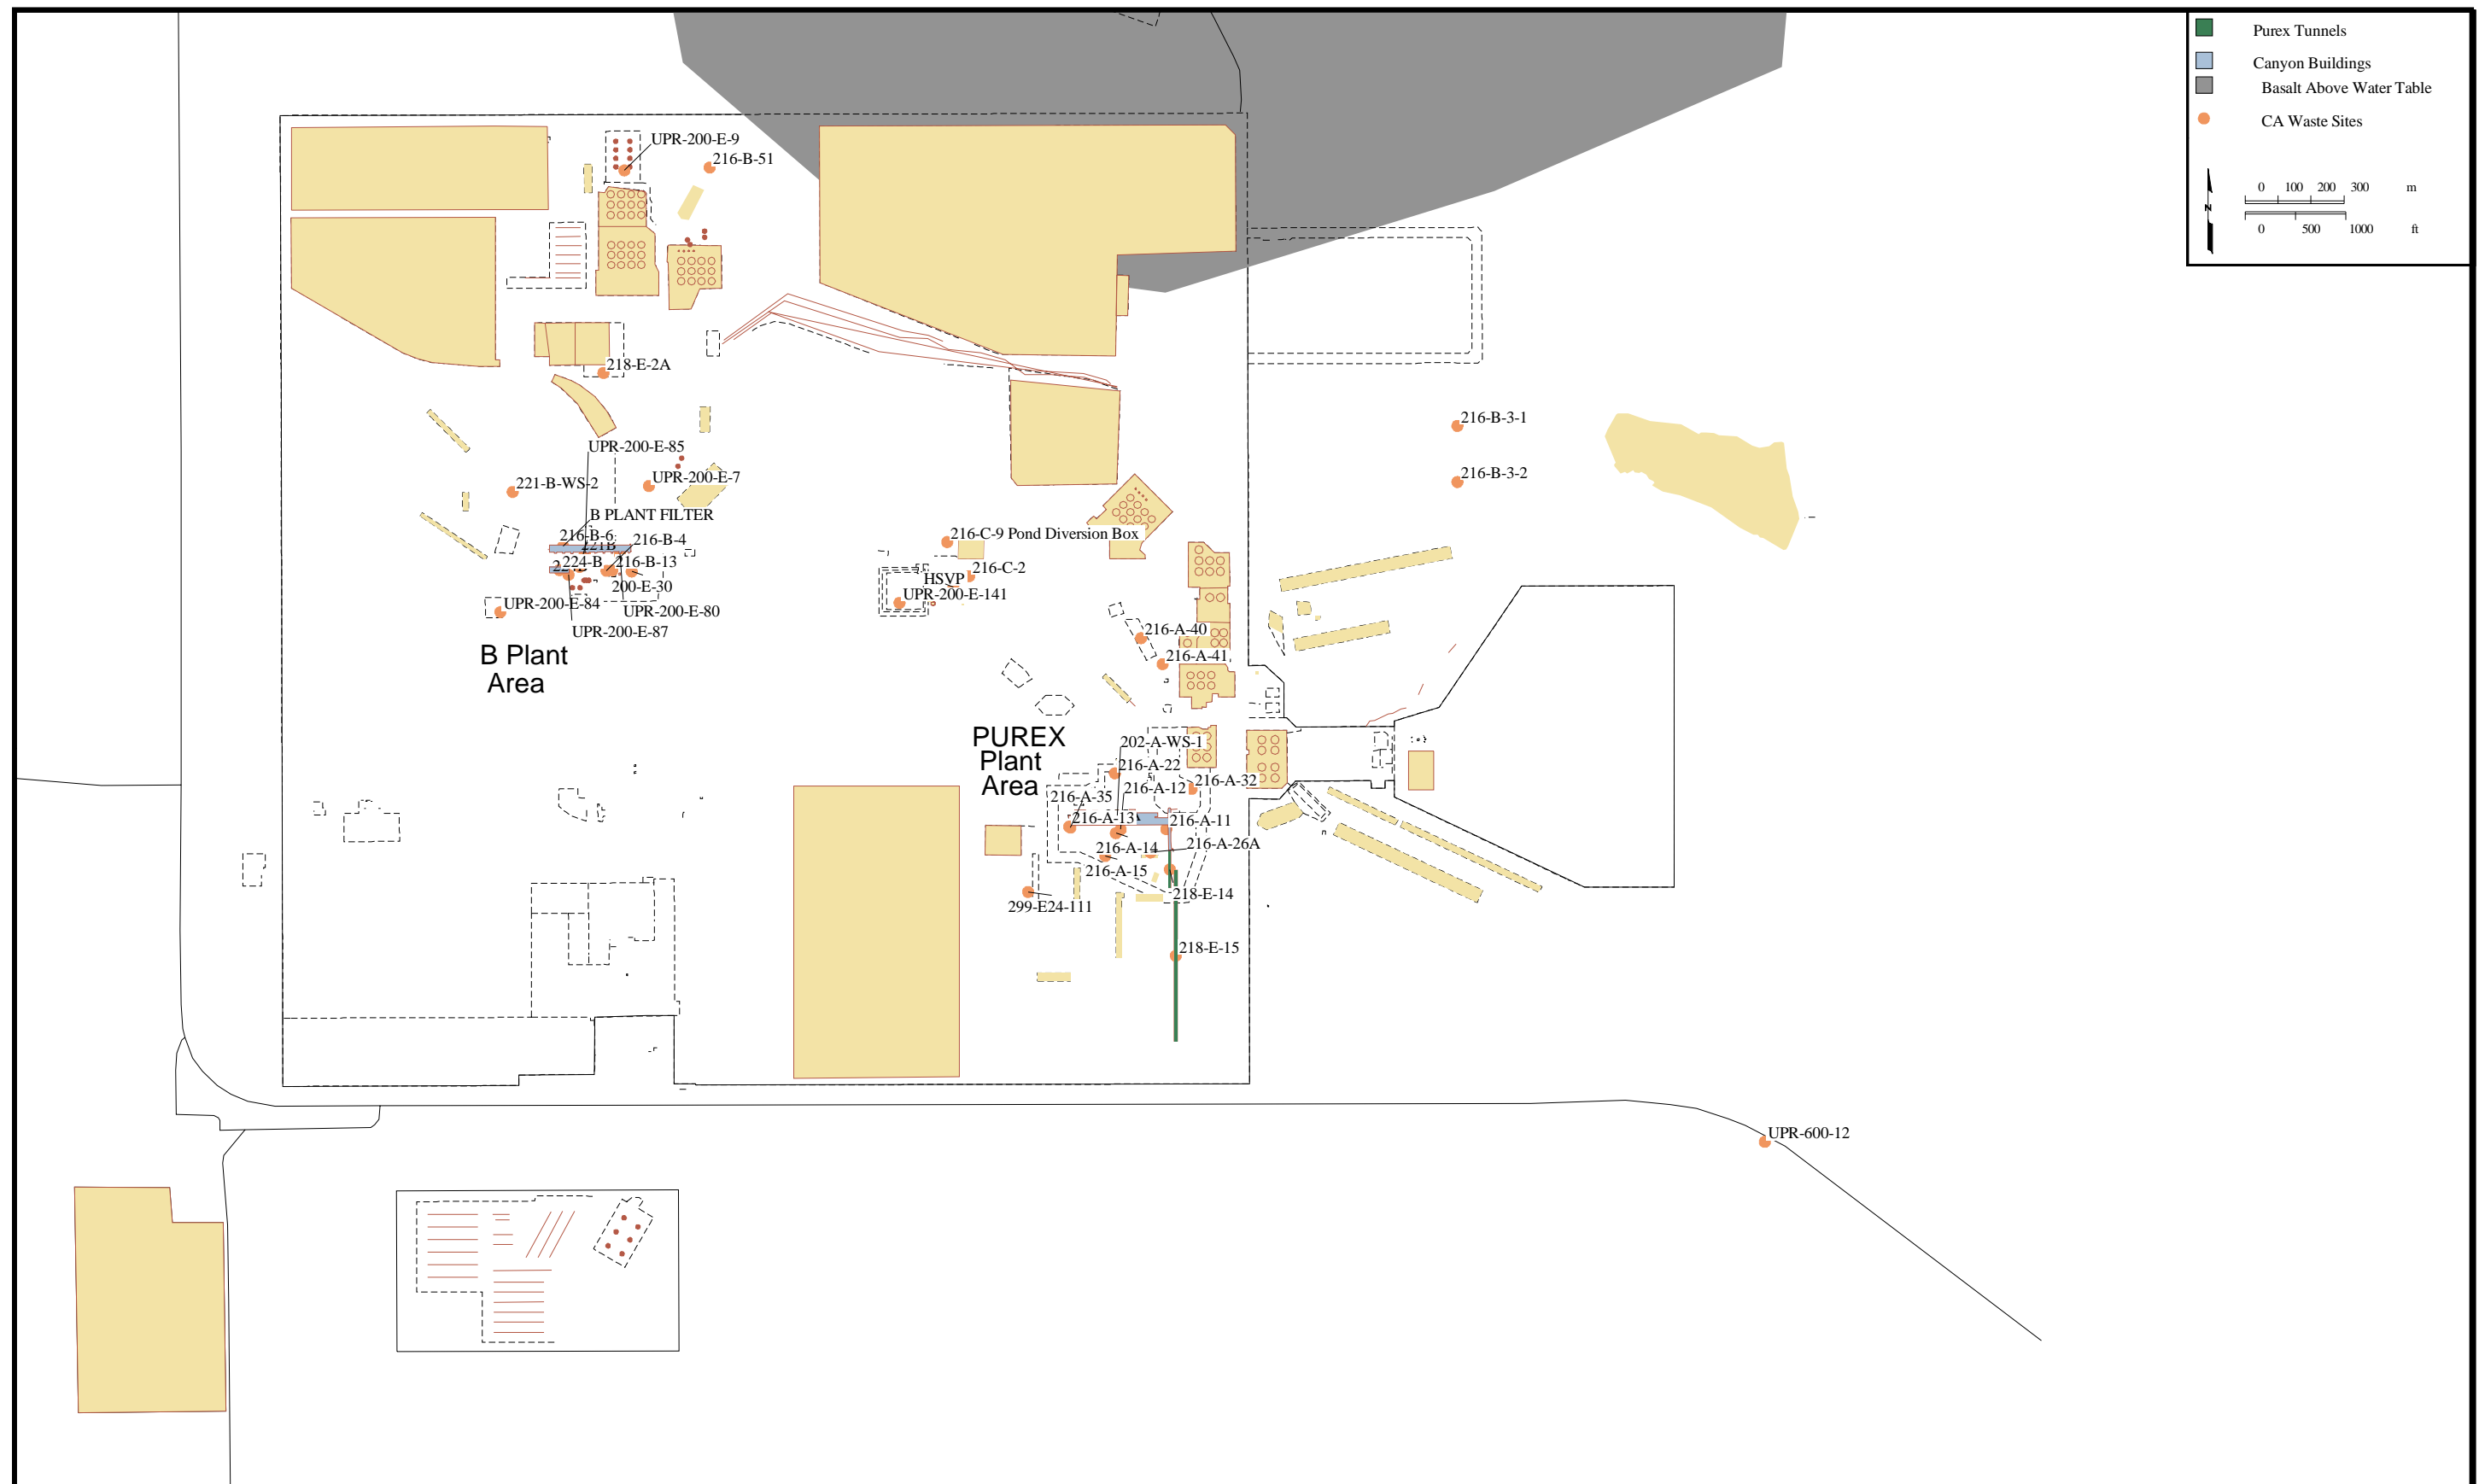 Purex Tunnels
Canyon Buildings
Basalt Above Water Table
CA Waste Sites
0 100 200 300 m
N
0 500 1000 ft
UPR-200-E-9
216-B-51
218-E-2A
216-B-3-1
UPR-200-E-85
216-B-3-2
UPR-200-E-7
221-B-WS-2
B PLANT FILTER
216-B-6
216-B-4
221B
216-C-9 Pond Diversion Box
224-B
216-B-13
216-C-2
HSVP
200-E-30
UPR-200-E-141
UPR-200-E-84
UPR-200-E-80
UPR-200-E-87
216-A-40
B Plant
Area
216-A-41
PUREX
Plant
Area
202-A-WS-1
216-A-22
216-A-32
216-A-12
216-A-35
216-A-13
216-A-11
216-A-14
216-A-26A
216-A-15
218-E-14
299-E24-111
218-E-15
UPR-600-12